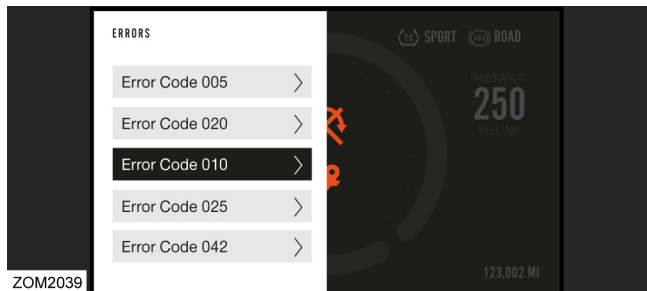 ERRORS
Error Code 005
Error Code 020
Error Code 010
Error Code 025
Error Code 042
TC SPORT ABS ROAD
INSTANT
250
WH/MI
123,002 MI
ZOM2039